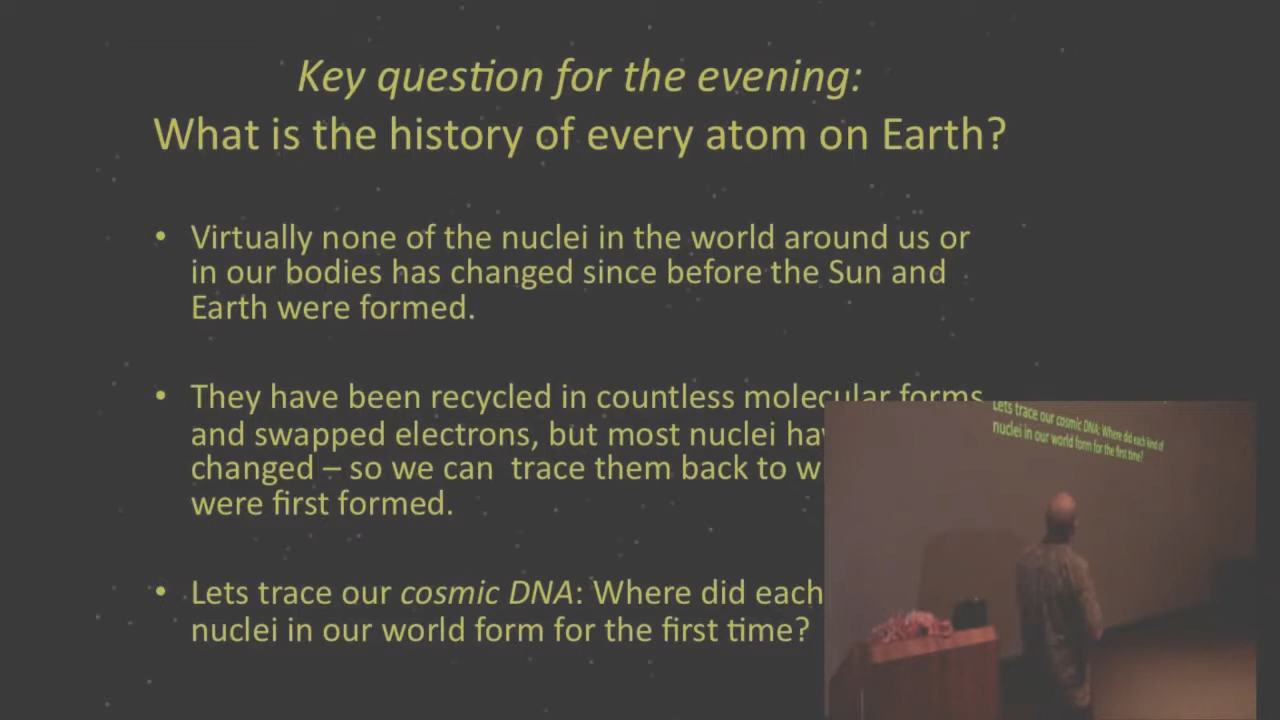 Key question for the evening:
What is the history of every atom on Earth?
• Virtually none of the nuclei in the world around us or
in our bodies has changed since before the Sun and
Earth were formed.
• They have been recycled in countless molecular forms
and swapped electrons, but most nuclei
changed – so we can trace them back to
were first formed.
• Lets trace our cosmic DNA: Where did each
nuclei in our world form for the first time?
Lets trace our cosmic DNA: Where did each kind of
nuclei in our world form for the first time?